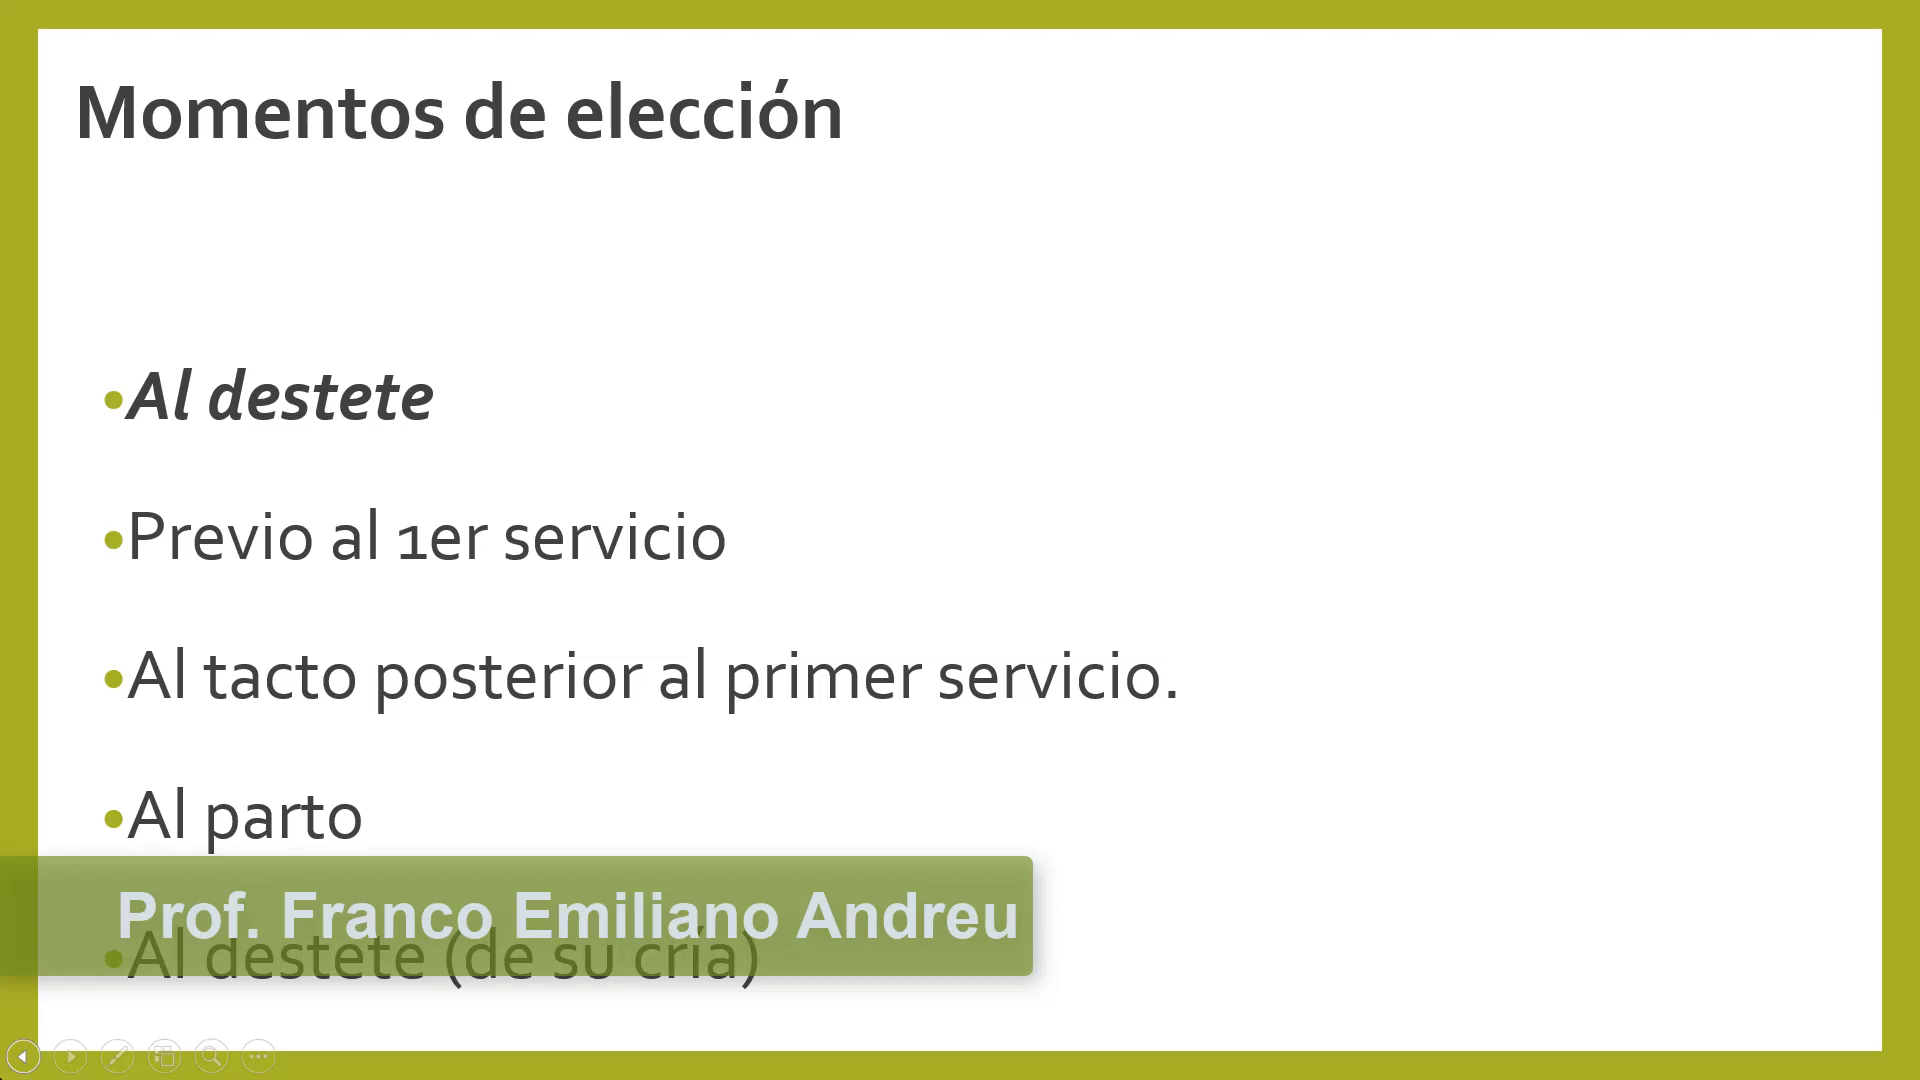 Momentos de elección
•Al destete
•Previo al 1er servicio
•Al tacto posterior al primer servicio.
•Al parto
Prof. Franco Emiliano Andreu
•Al destete (de su cría)